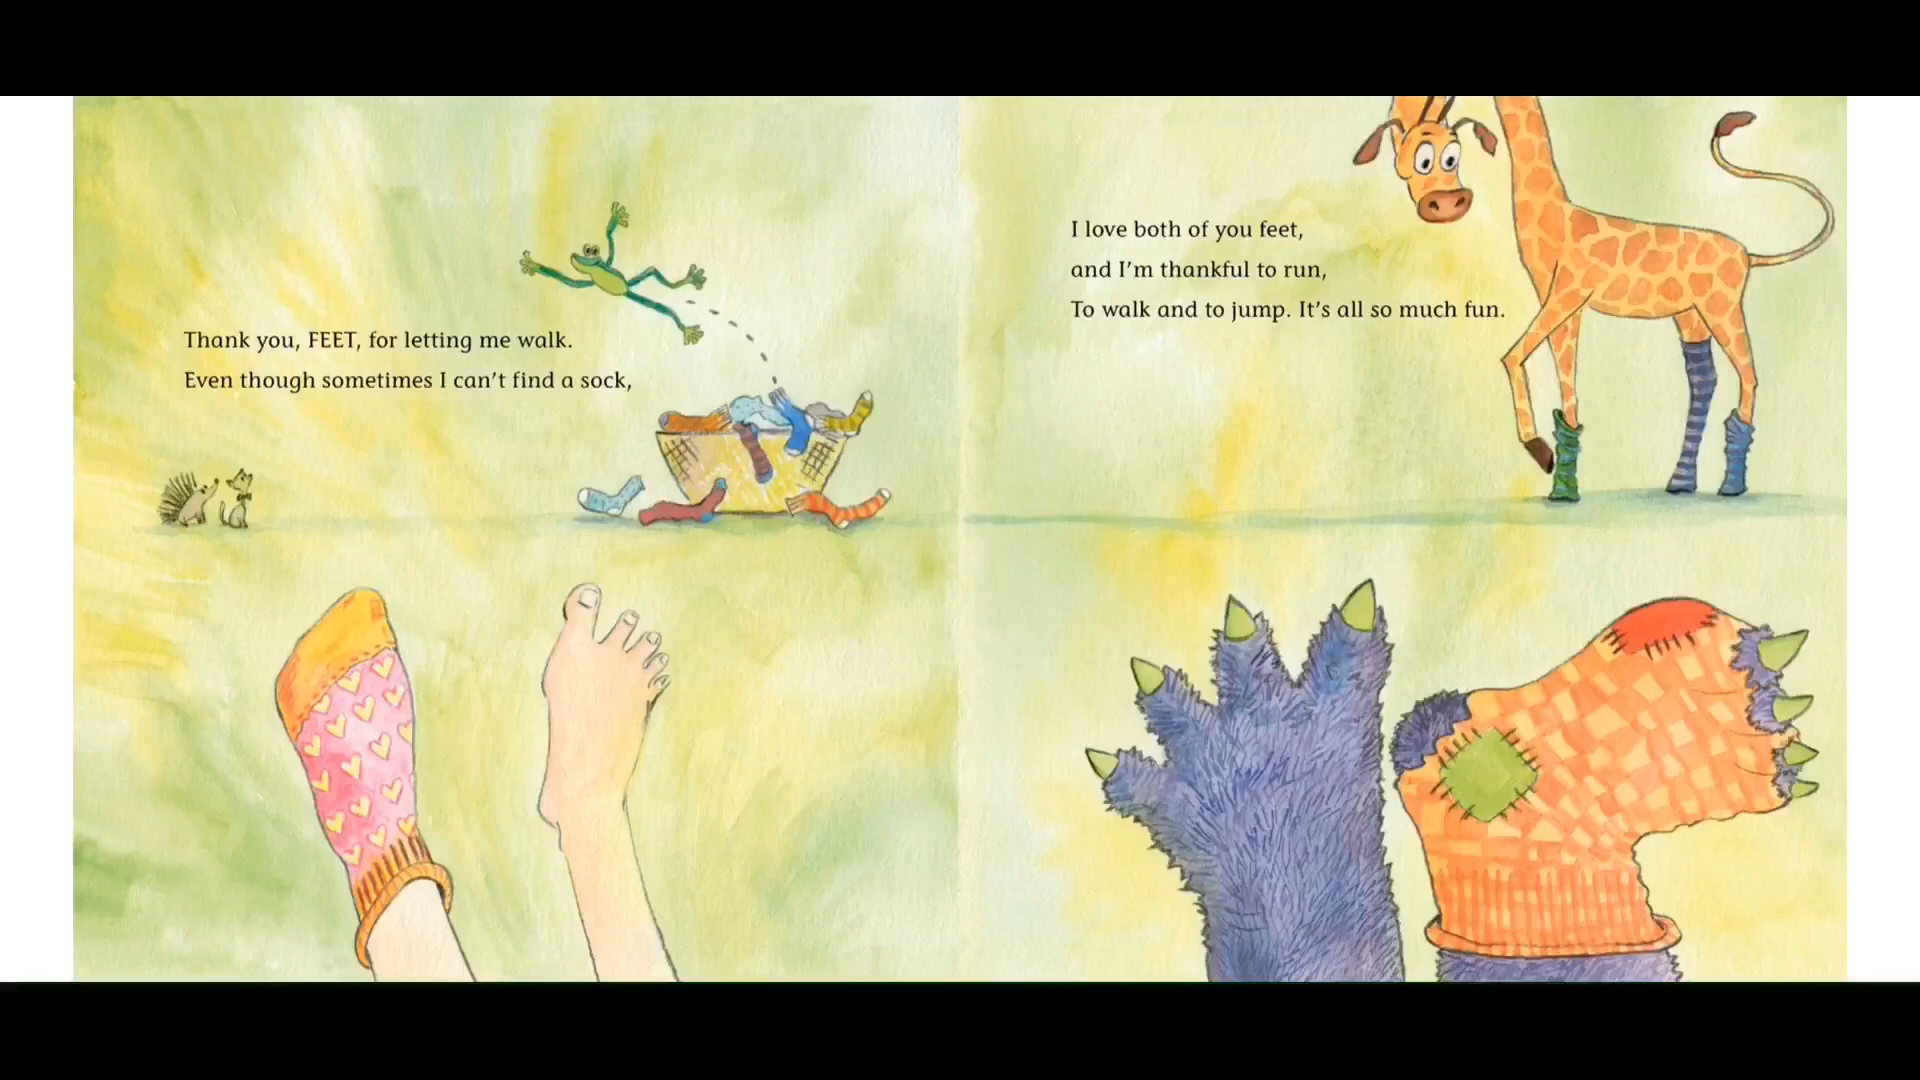 Thank you, FEET, for letting me walk.
Even though sometimes I can't find a sock,
I love both of you feet,
and I'm thankful to run,
To walk and to jump. It's all so much fun.